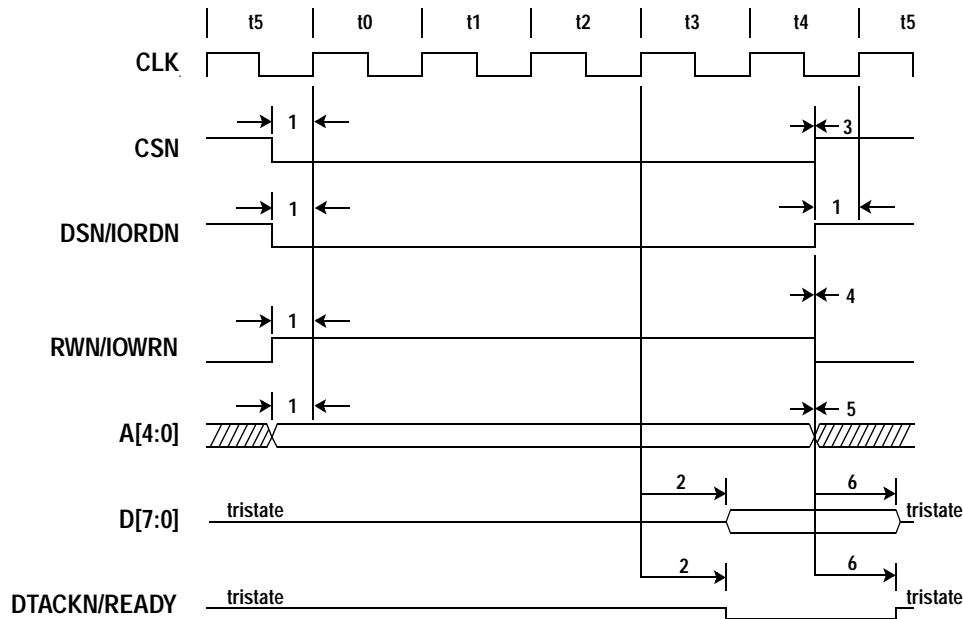 t5 t0 t1 t2 t3 t4 t5
CLK
1 3
CSN
1 1
DSN/IORDN
4
1
RWN/IOWRN
1 5
A[4:0]
2 6
tristate tristate
D[7:0]
2 6
tristate tristate
DTACKN/READY